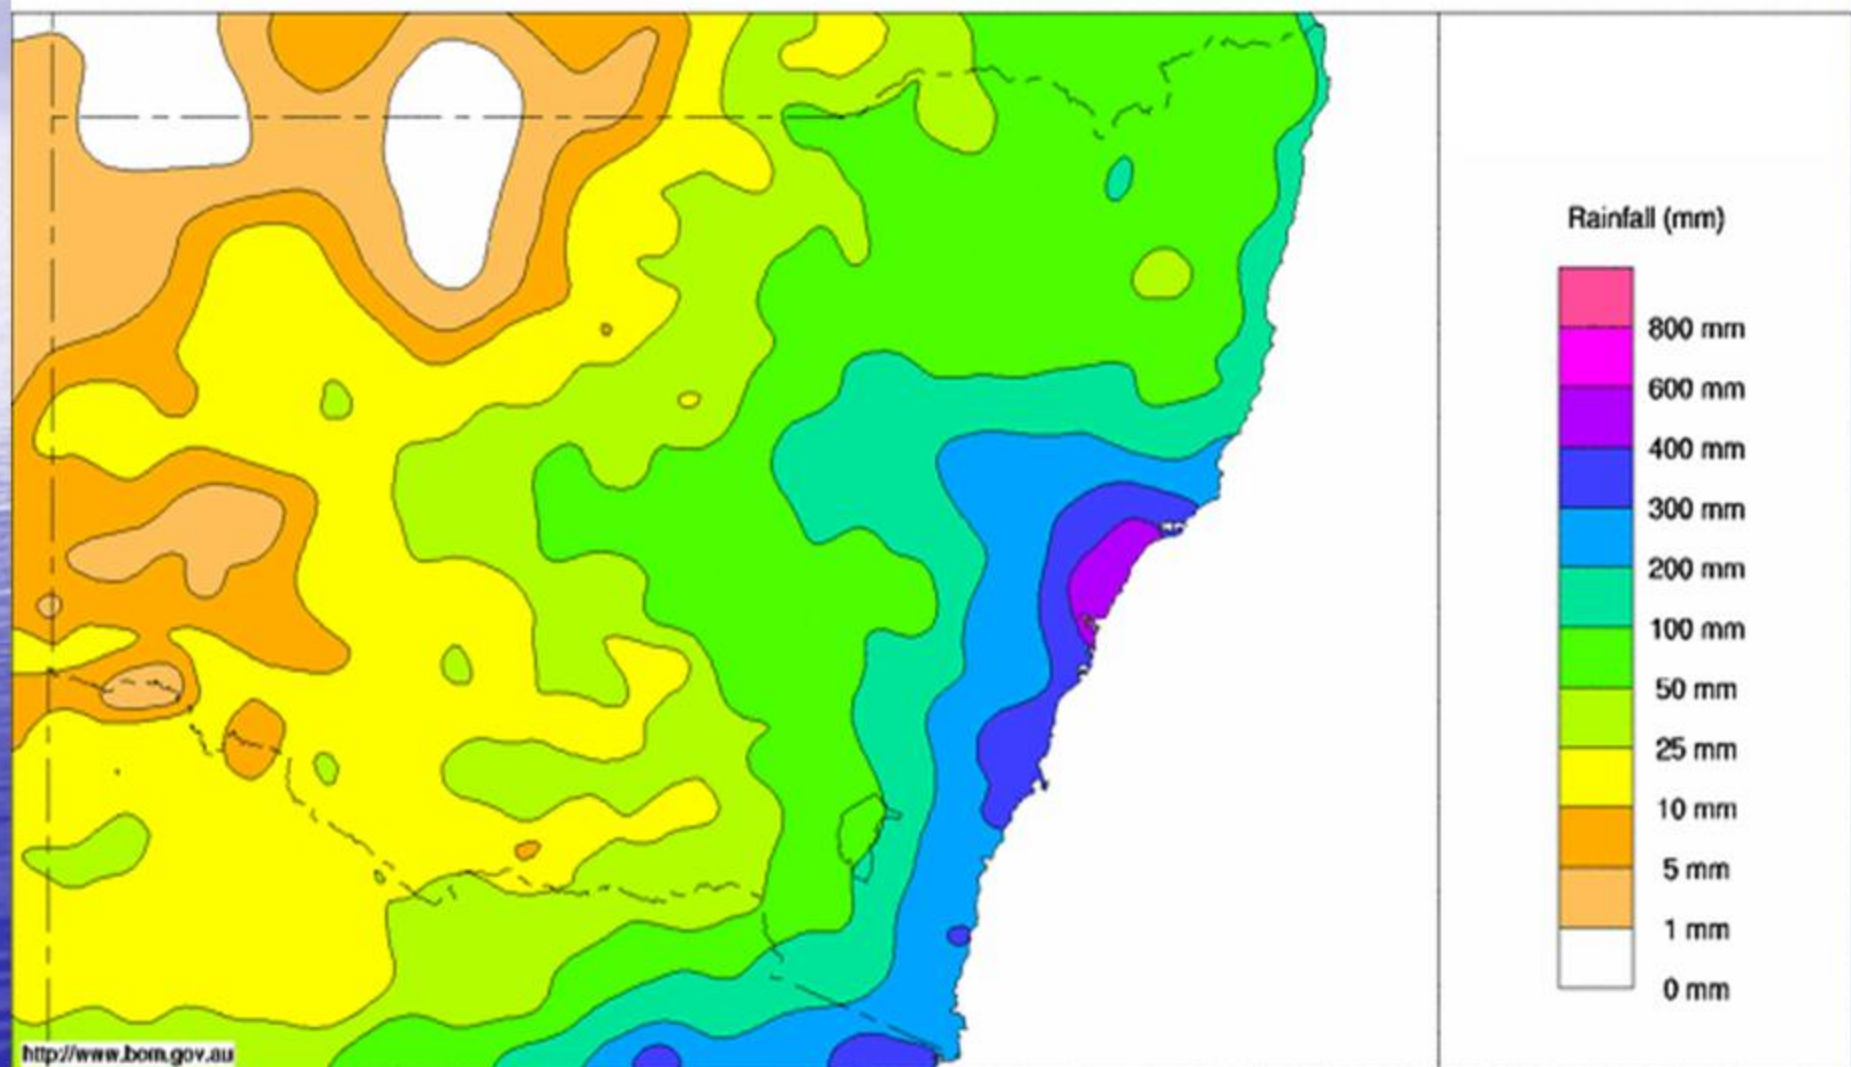 Rainfall (mm)
800 mm
600 mm
400 mm
300 mm
200 mm
100 mm
50 mm
25 mm
10 mm
5 mm
1 mm
0 mm
http://www.bom.gov.au